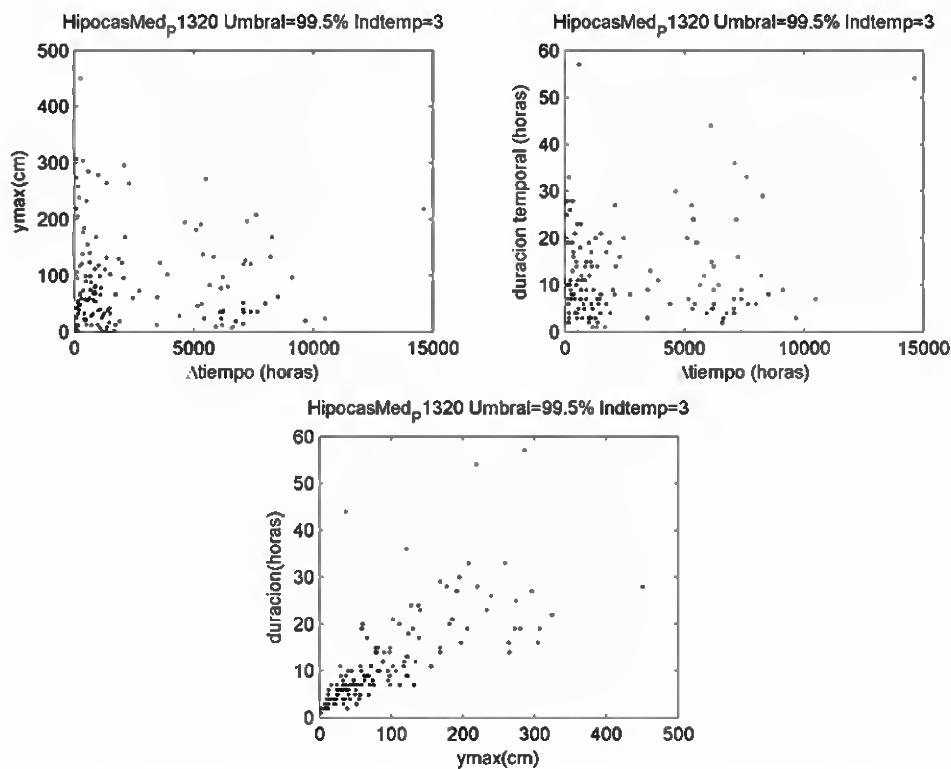 HipocasMedp1320 Umbral=99.5% Indtemp=3
500
400
300
200
100
0
ymax(cm)
0 5000 10000 15000
Δtiempo (horas)
HipocasMedp1320 Umbral=99.5% Indtemp=3
60
50
40
30
20
10
0
duracion temporal (horas)
0 5000 10000 15000
Δtiempo (horas)
HipocasMedp1320 Umbral=99.5% Indtemp=3
60
50
40
30
20
10
0
duracion(horas)
0 100 200 300 400 500
ymax(cm)